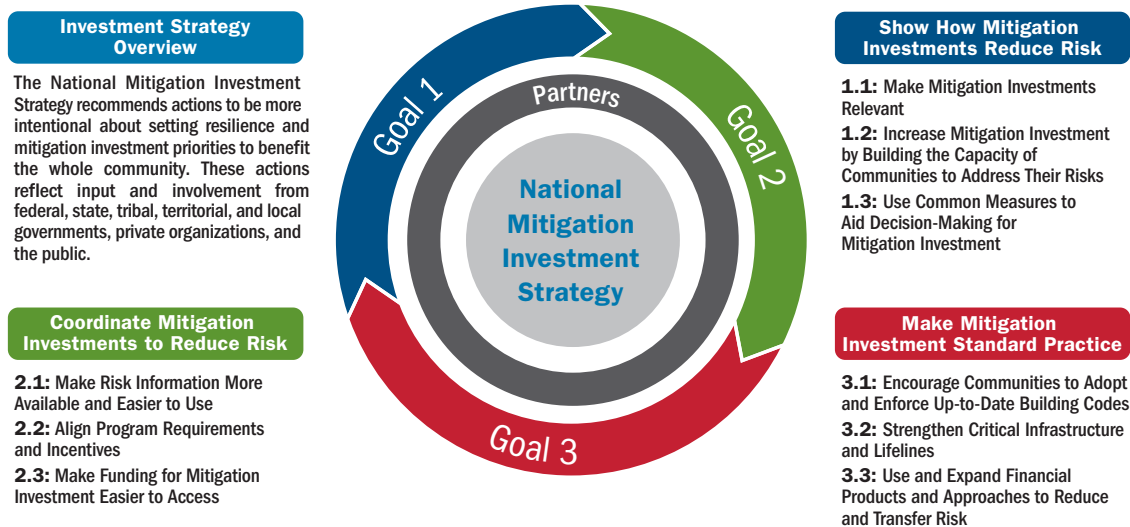 Investment Strategy
Overview
The National Mitigation Investment
Strategy recommends actions to be more
intentional about setting resilience and
mitigation investment priorities to benefit
the whole community. These actions
reflect input and involvement from
federal, state, tribal, territorial, and local
governments, private organizations, and
the public.
Coordinate Mitigation
Investments to Reduce Risk
2.1: Make Risk Information More
Available and Easier to Use
2.2: Align Program Requirements
and Incentives
2.3: Make Funding for Mitigation
Investment Easier to Access
Goal 1
Goal 2
Goal 3
Partners
National
Mitigation
Investment
Strategy
Show How Mitigation
Investments Reduce Risk
1.1: Make Mitigation Investments
Relevant
1.2: Increase Mitigation Investment
by Building the Capacity of
Communities to Address Their Risks
1.3: Use Common Measures to
Aid Decision-Making for
Mitigation Investment
Make Mitigation
Investment Standard Practice
3.1: Encourage Communities to Adopt
and Enforce Up-to-Date Building Codes
3.2: Strengthen Critical Infrastructure
and Lifelines
3.3: Use and Expand Financial
Products and Approaches to Reduce
and Transfer Risk